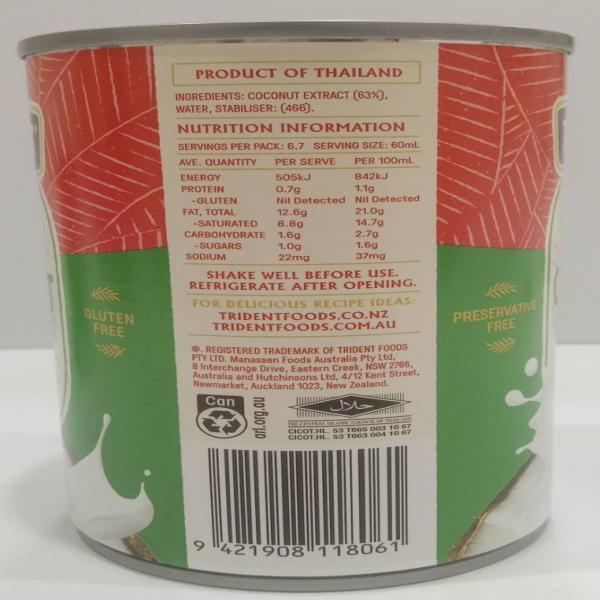 PRODUCT OF THAILAND
INGREDIENTS: COCONUT EXTRACT (63%),
WATER, STABILISER: (466).
NUTRITION INFORMATION
SERVINGS PER PACK: 6.7 SERVING SIZE: 60mL
AVE. QUANTITY PER SERVE PER 100mL
ENERGY 505kJ 842kJ
PROTEIN 0.7g 1.1g
-GLUTEN Nil Detected Nil Detected
FAT, TOTAL 12.6g 21.0g
-SATURATED 8.8g 14.7g
CARBOHYDRATE 1.6g 2.7g
-SUGARS 1.0g 1.6g
SODIUM 22mg 37mg
SHAKE WELL BEFORE USE.
REFRIGERATE AFTER OPENING.
FOR DELICIOUS RECIPE IDEAS:
TRIDENTFOODS.CO.NZ
TRIDENTFOODS.COM.AU
®. REGISTERED TRADEMARK OF TRIDENT FOODS
PTY LTD. Manassen Foods Australia Pty Ltd,
8 Interchange Drive, Eastern Creek, NSW 2766,
Australia and Hutchinsons Ltd, 4/12 Kent Street,
Newmarket, Auckland 1023, New Zealand.
Can
arl.org.au
حلال
THE CENTRAL ISLAMIC COUNCIL OF THAILAND
CICOT.HL. 53 T665 003 10 67
CICOT.HL. 53 T663 004 10 67
9 421908 118061
GLUTEN
FREE
PRESERVATIVE
FREE